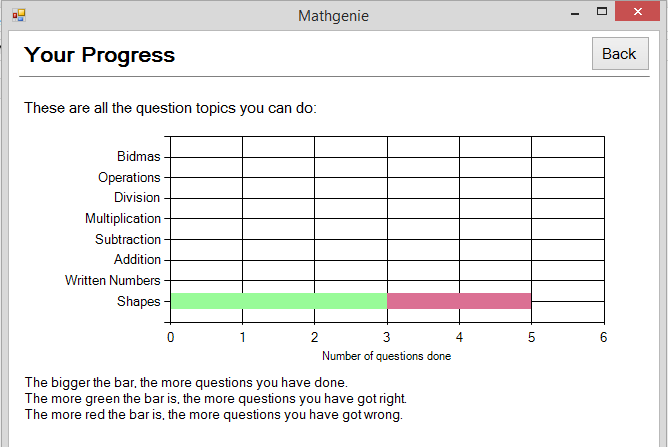 Mathgenie
Your Progress
Back
These are all the question topics you can do:
Bidmas
Operations
Division
Multiplication
Subtraction
Addition
Written Numbers
Shapes
0 1 2 3 4 5 6
Number of questions done
The bigger the bar, the more questions you have done.
The more green the bar is, the more questions you have got right.
The more red the bar is, the more questions you have got wrong.